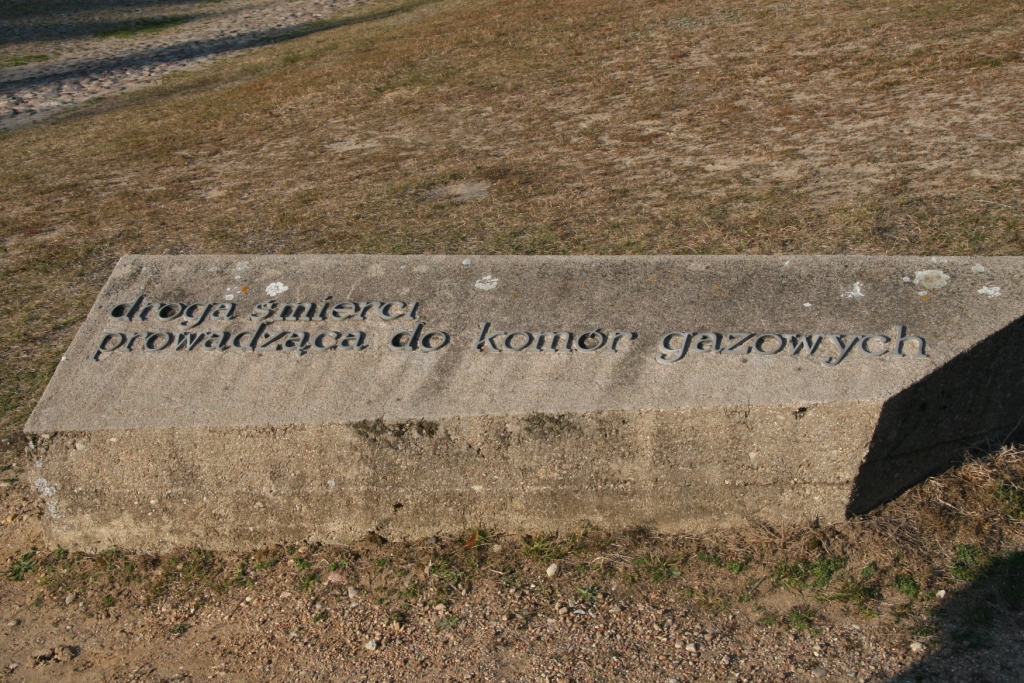 droga śmierci
prowadząca do komór gazowych